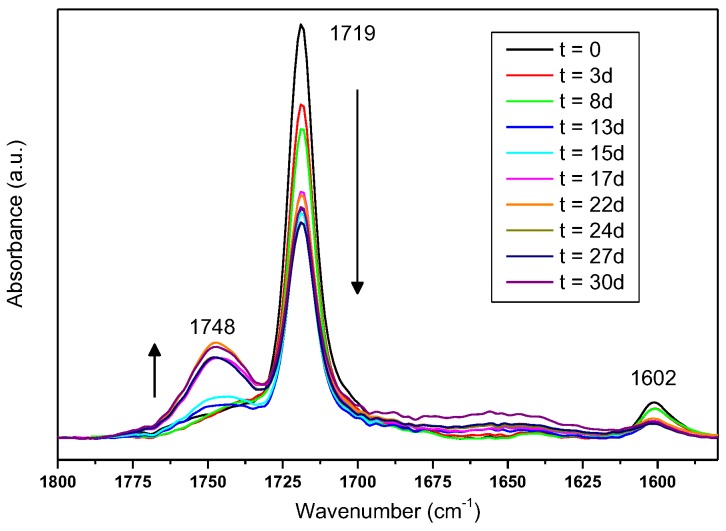 1719
t = 0
t = 3d
t = 8d
t = 13d
t = 15d
t = 17d
t = 22d
t = 24d
t = 27d
t = 30d
1748
1602
Absorbance (a.u.)
1800 1775 1750 1725 1700 1675 1650 1625 1600
Wavenumber (cm⁻¹)